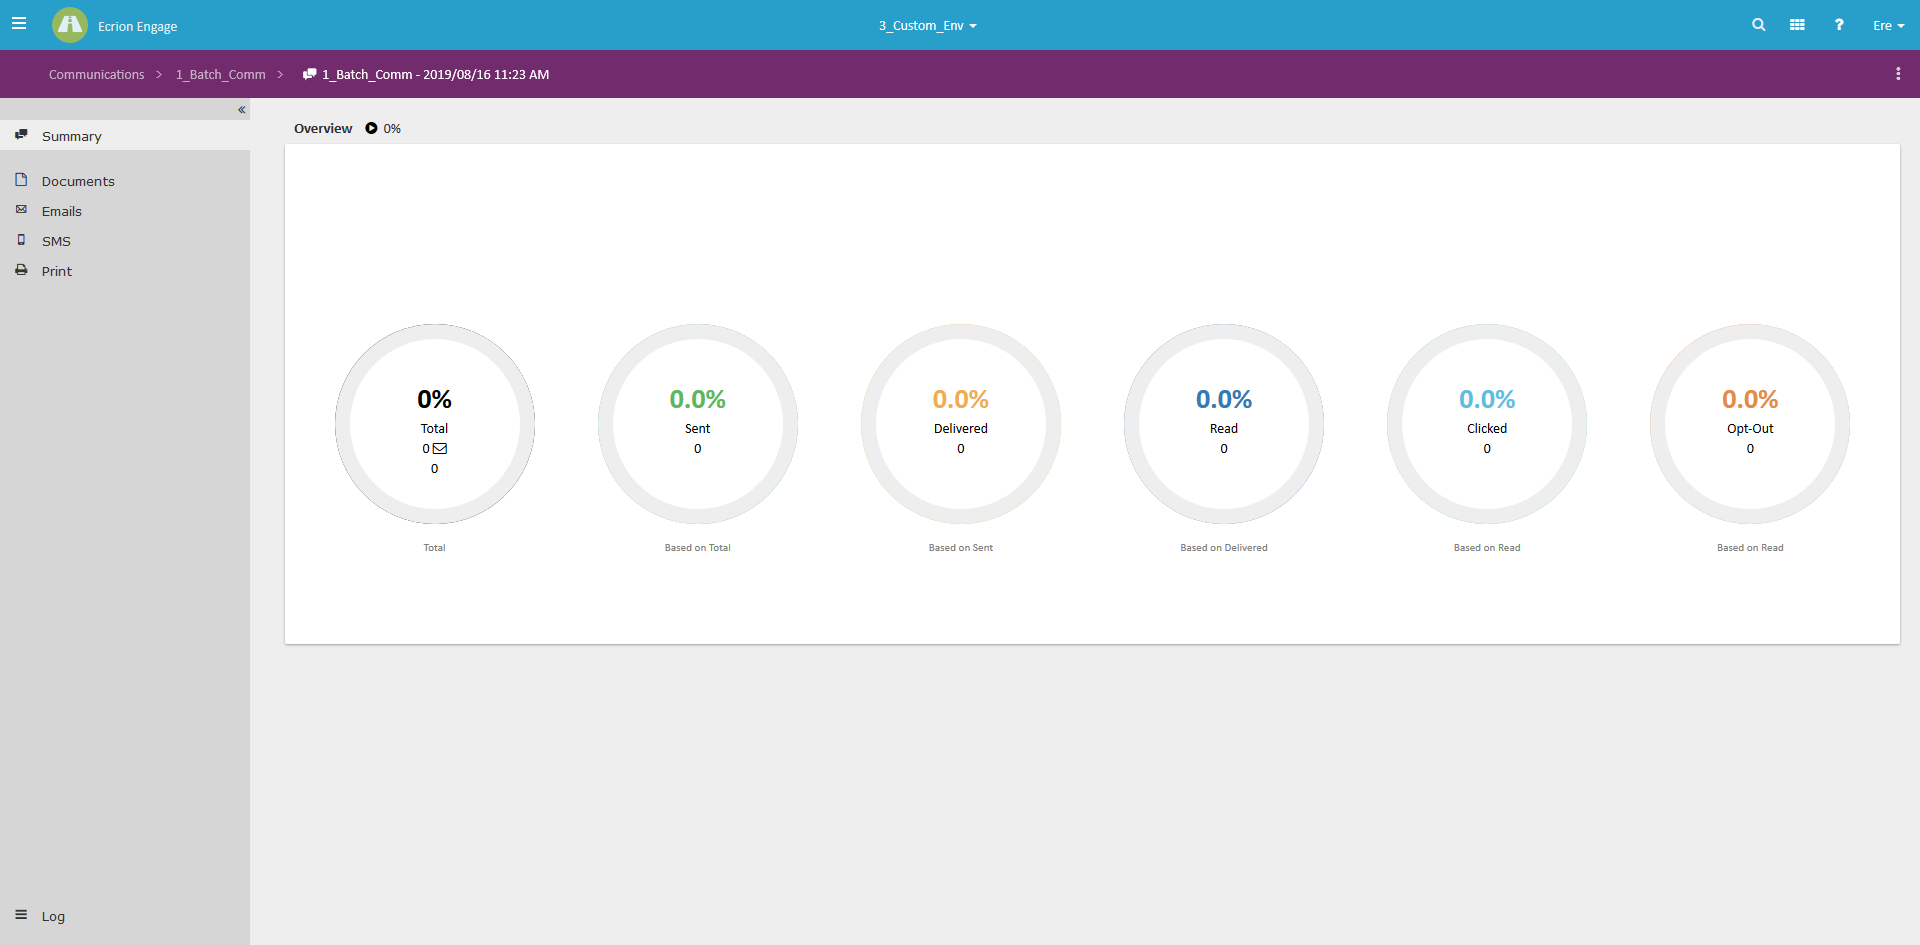 Ecrion Engage
3_Custom_Env
?
Ere
Communications > 1_Batch_Comm > 1_Batch_Comm - 2019/08/16 11:23 AM
«
Summary
Documents
Emails
SMS
Print
Log
Overview 0%
0%
Total
0
0
Total
0.0%
Sent
0
Based on Total
0.0%
Delivered
0
Based on Sent
0.0%
Read
0
Based on Delivered
0.0%
Clicked
0
Based on Read
0.0%
Opt-Out
0
Based on Read